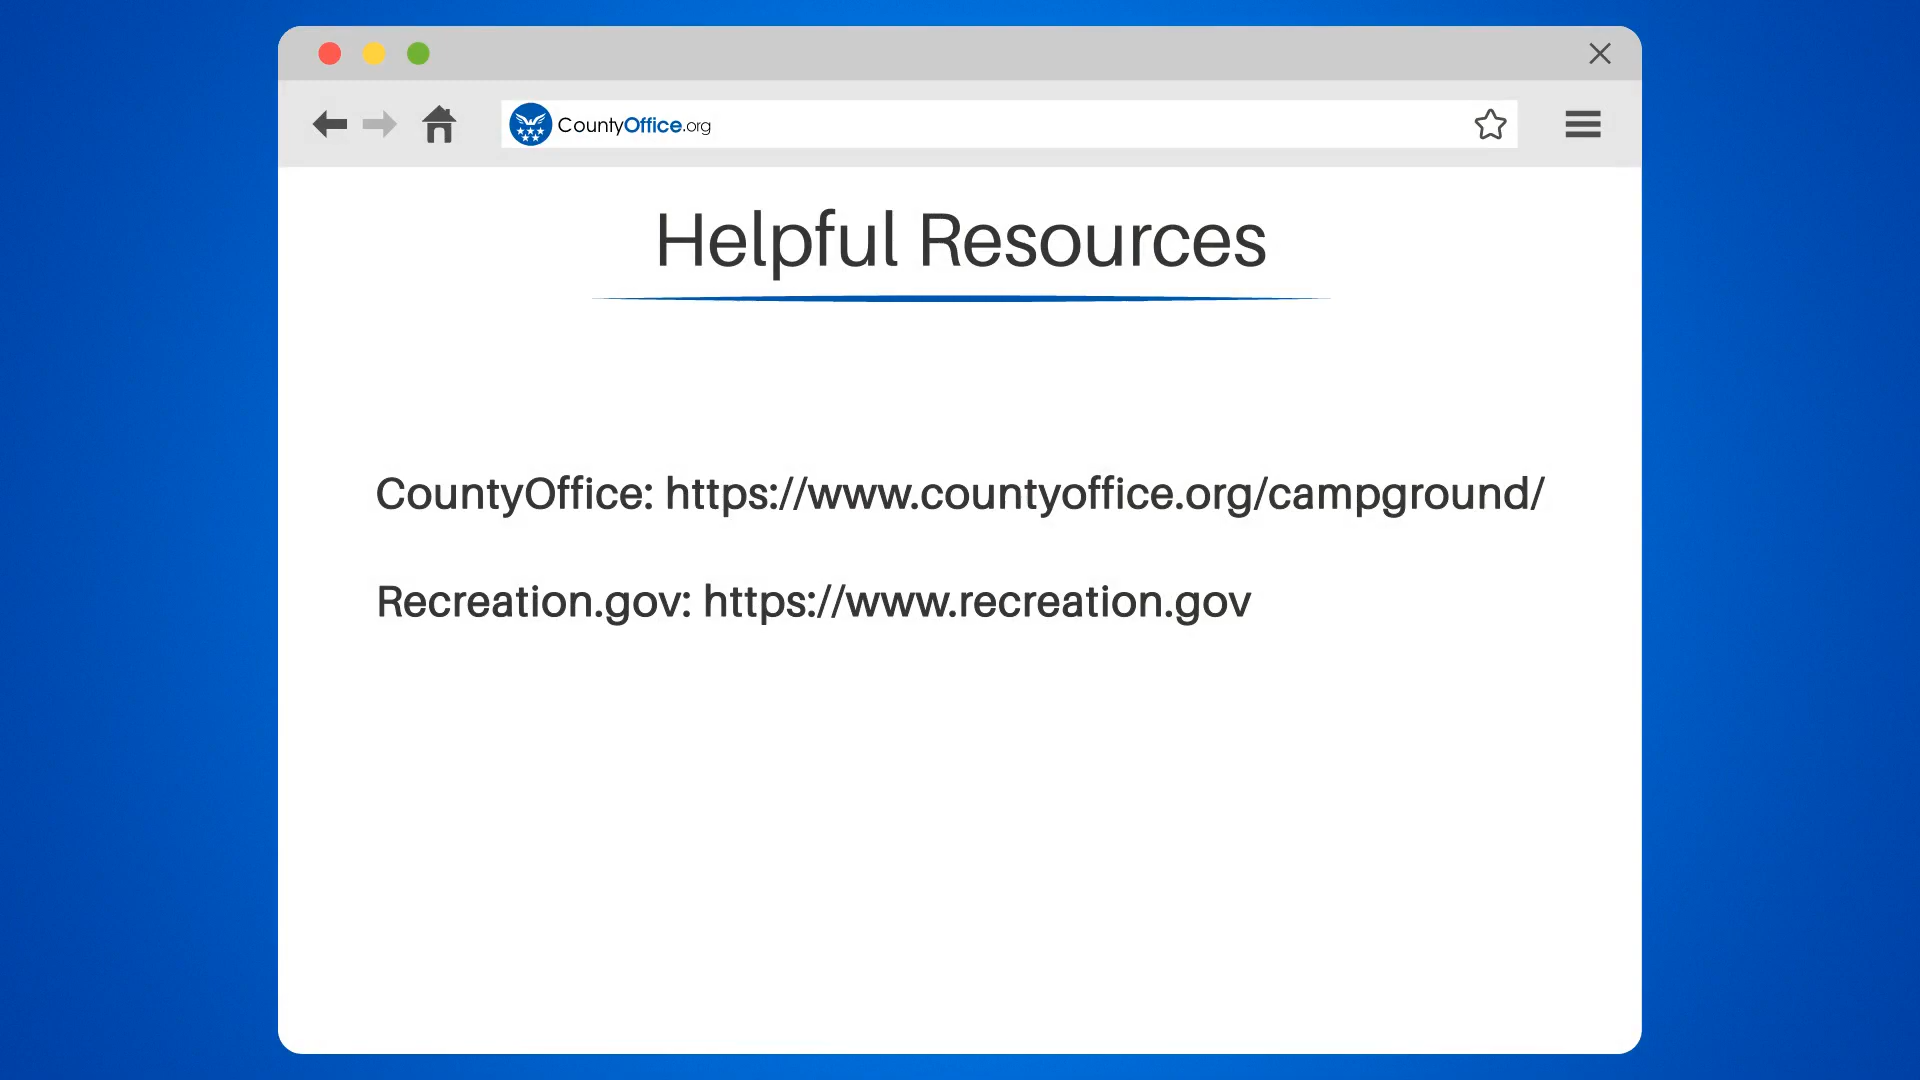 CountyOffice.org
Helpful Resources
CountyOffice: https://www.countyoffice.org/campground/
Recreation.gov: https://www.recreation.gov